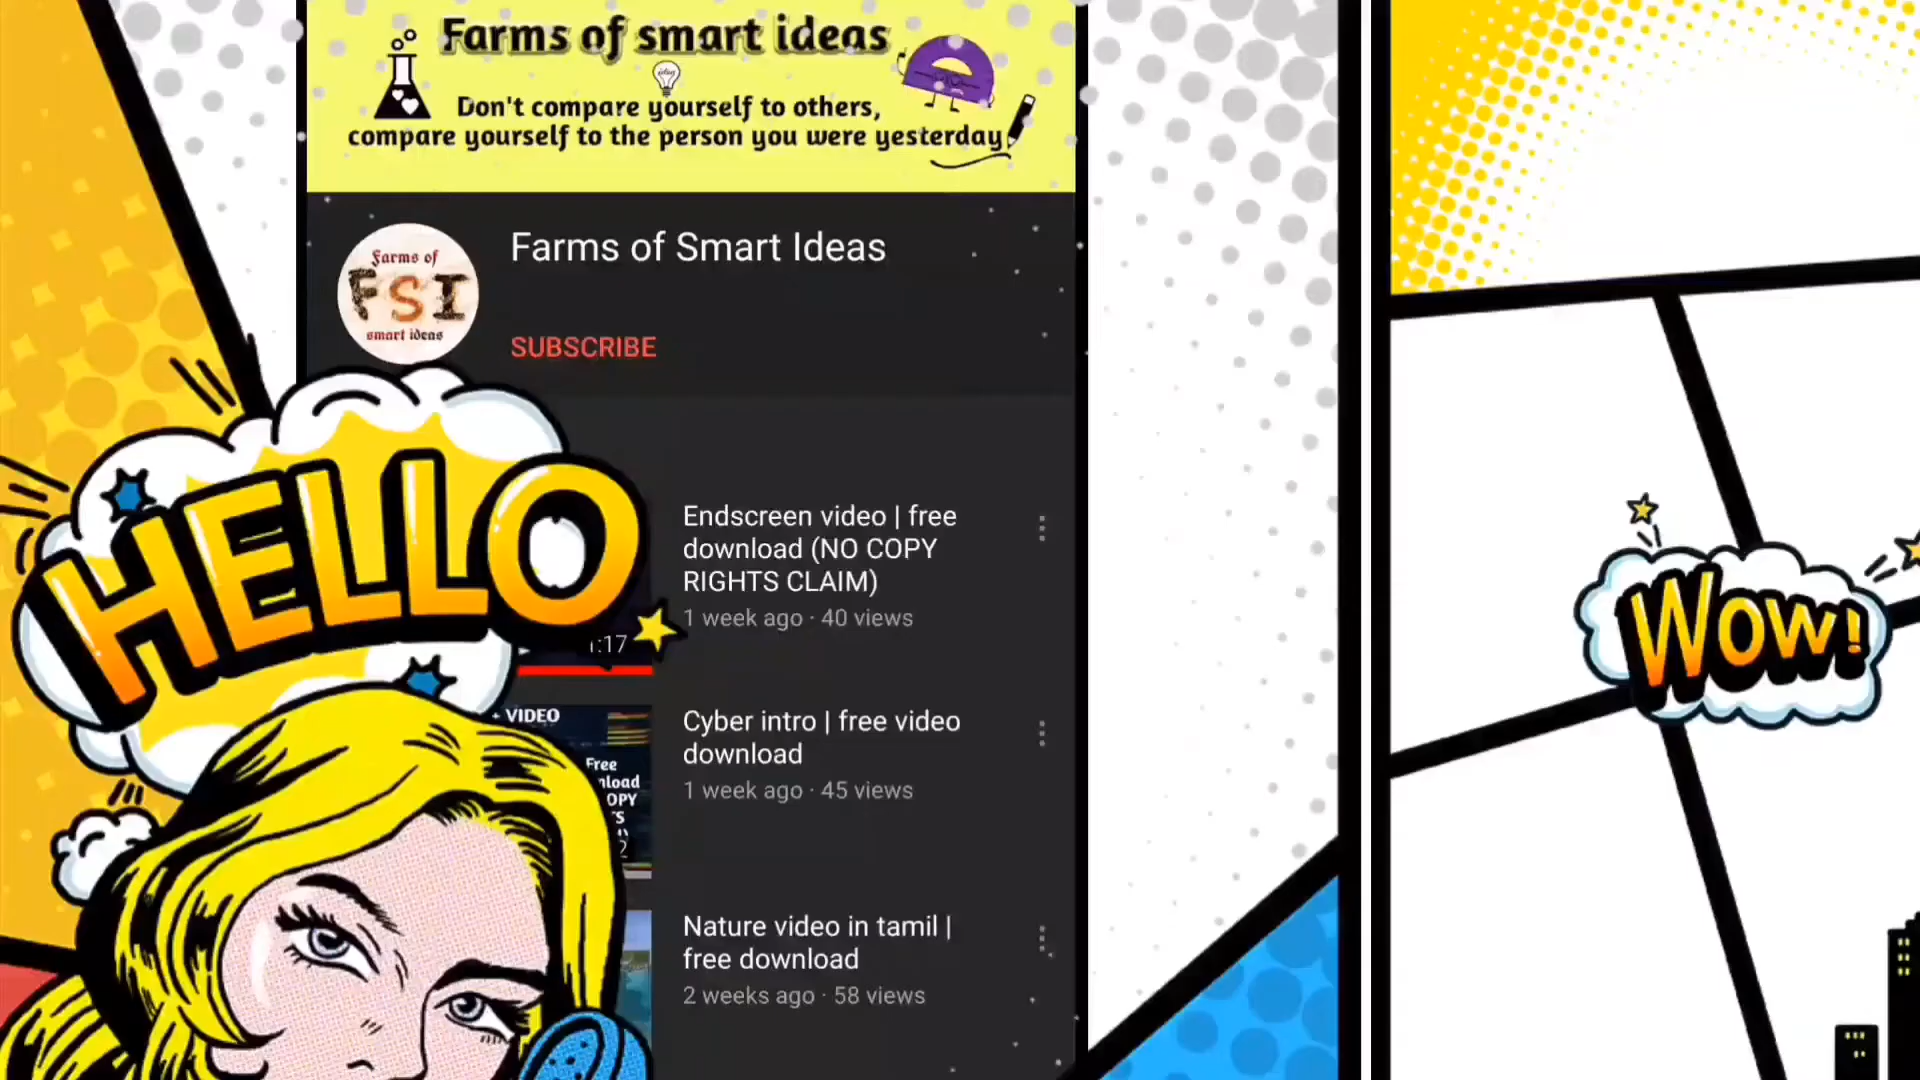 Farms of smart ideas
Don't compare yourself to others,
compare yourself to the person you were yesterday
Farms of
FSI
smart ideas
Farms of Smart Ideas
SUBSCRIBE
HELLO
Endscreen video | free
download (NO COPY
RIGHTS CLAIM)
1 week ago · 40 views
1:17
+ VIDEO
Free
Cyber intro | free video
download
1 week ago · 45 views
Nature video in tamil |
free download
2 weeks ago · 58 views
Wow!